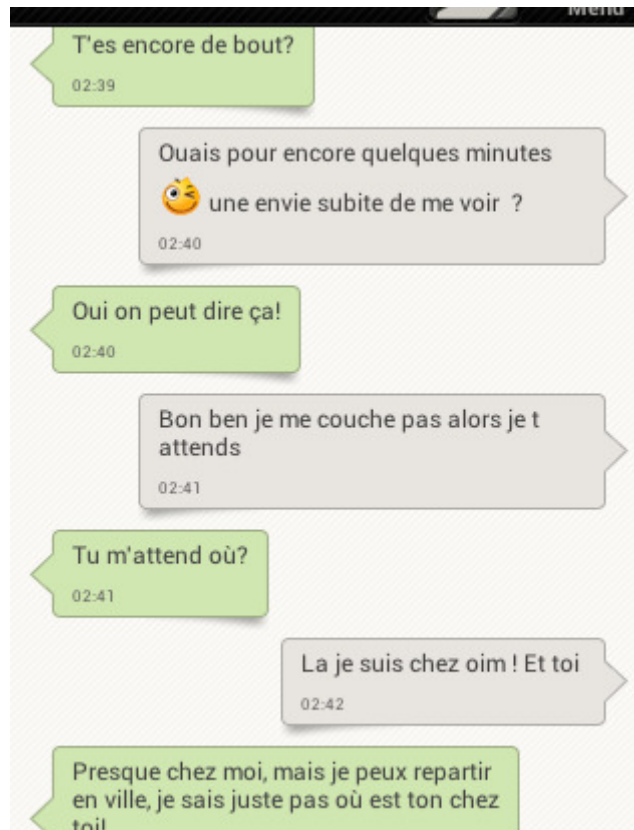 Menu
T'es encore de bout?
02:39
Ouais pour encore quelques minutes
une envie subite de me voir ?
02:40
Oui on peut dire ça!
02:40
Bon ben je me couche pas alors je t
attends
02:41
Tu m'attend où?
02:41
La je suis chez oim ! Et toi
02:42
Presque chez moi, mais je peux repartir
en ville, je sais juste pas où est ton chez
toi!